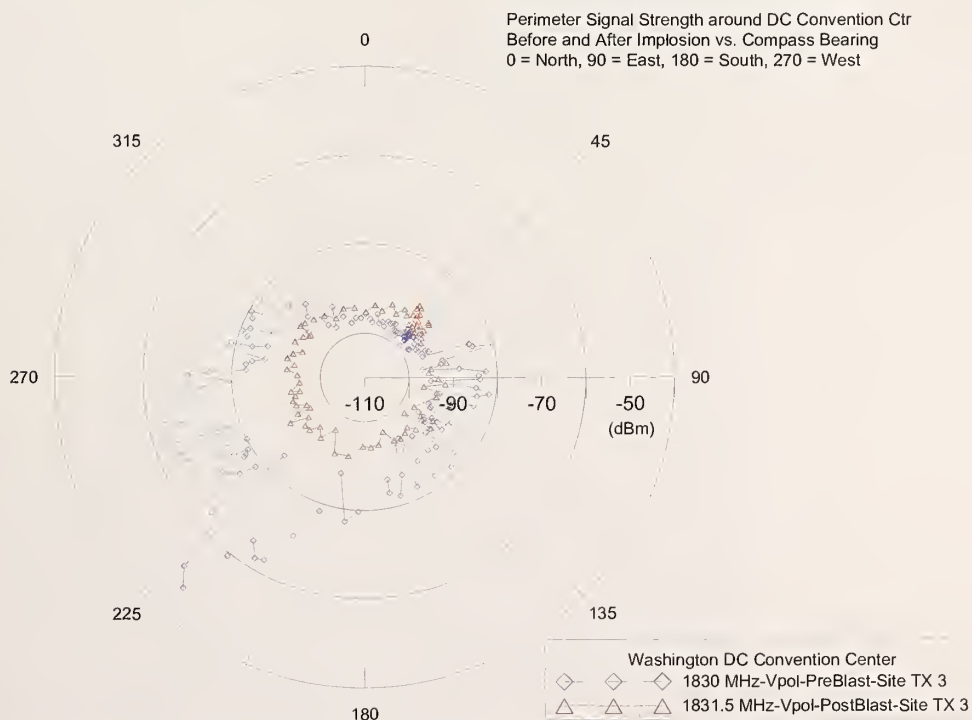 Perimeter Signal Strength around DC Convention Ctr
Before and After Implosion vs. Compass Bearing
0 = North, 90 = East, 180 = South, 270 = West
0
315
45
270
-110
-90
-70
-50
90
(dBm)
225
135
180
Washington DC Convention Center
1830 MHz-Vpol-PreBlast-Site TX 3
1831.5 MHz-Vpol-PostBlast-Site TX 3